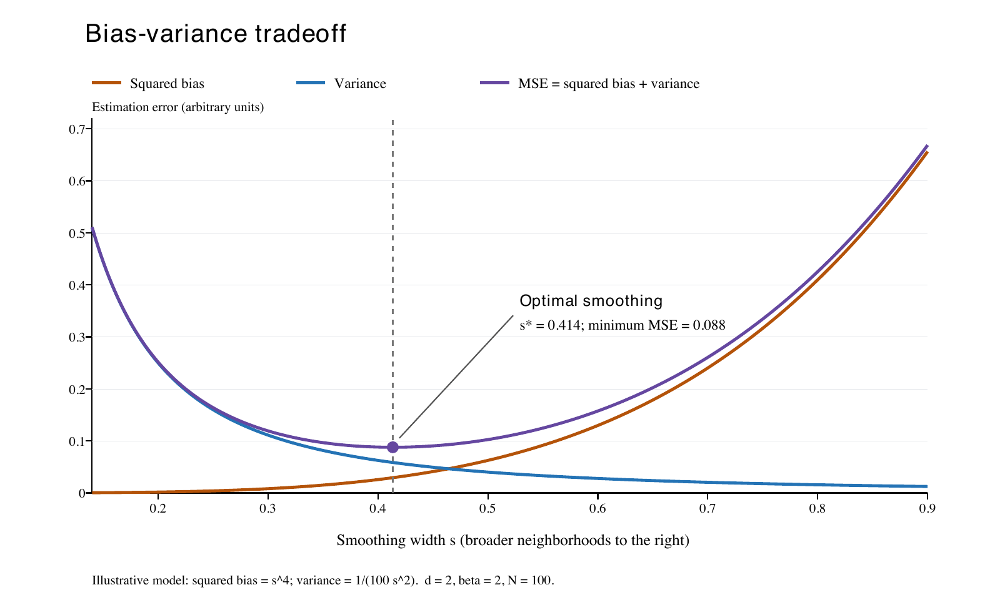 Bias-variance tradeoff
Squared bias
Variance
MSE = squared bias + variance
Estimation error (arbitrary units)
0.7
0.6
0.5
0.4
0.3
0.2
0.1
0
Optimal smoothing
s* = 0.414; minimum MSE = 0.088
0.2
0.3
0.4
0.5
0.6
0.7
0.8
0.9
Smoothing width s (broader neighborhoods to the right)
Illustrative model: squared bias = s^4; variance = 1/(100 s^2).  d = 2, beta = 2, N = 100.